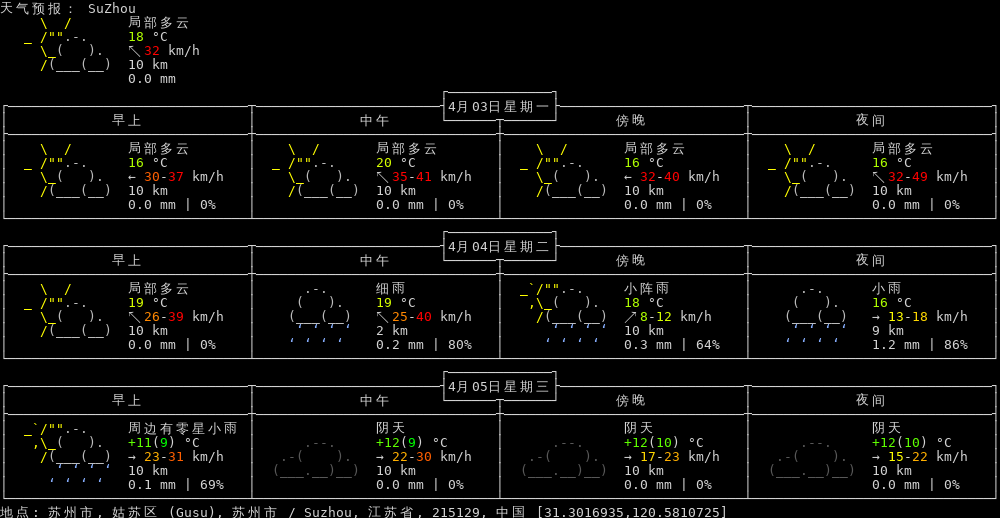 天气预报： SuZhou
局部多云
18 °C
↖32 km/h
10 km
0.0 mm
4月03日星期一
早上 中午 傍晚 夜间
局部多云 局部多云 局部多云 局部多云
16 °C 20 °C 16 °C 16 °C
← 30-37 km/h ↖35-41 km/h ← 32-40 km/h ↖32-49 km/h
10 km 10 km 10 km 10 km
0.0 mm | 0% 0.0 mm | 0% 0.0 mm | 0% 0.0 mm | 0%
4月04日星期二
早上 中午 傍晚 夜间
局部多云 细雨 小阵雨 小雨
19 °C 19 °C 18 °C 16 °C
↖26-39 km/h ↖25-40 km/h ↗8-12 km/h → 13-18 km/h
10 km 2 km 10 km 9 km
0.0 mm | 0% 0.2 mm | 80% 0.3 mm | 64% 1.2 mm | 86%
4月05日星期三
早上 中午 傍晚 夜间
周边有零星小雨 阴天 阴天 阴天
+11(9) °C +12(9) °C +12(10) °C +12(10) °C
→ 23-31 km/h → 22-30 km/h → 17-23 km/h → 15-22 km/h
10 km 10 km 10 km 10 km
0.1 mm | 69% 0.0 mm | 0% 0.0 mm | 0% 0.0 mm | 0%
地点: 苏州市, 姑苏区 (Gusu), 苏州市 / Suzhou, 江苏省, 215129, 中国 [31.3016935,120.5810725]